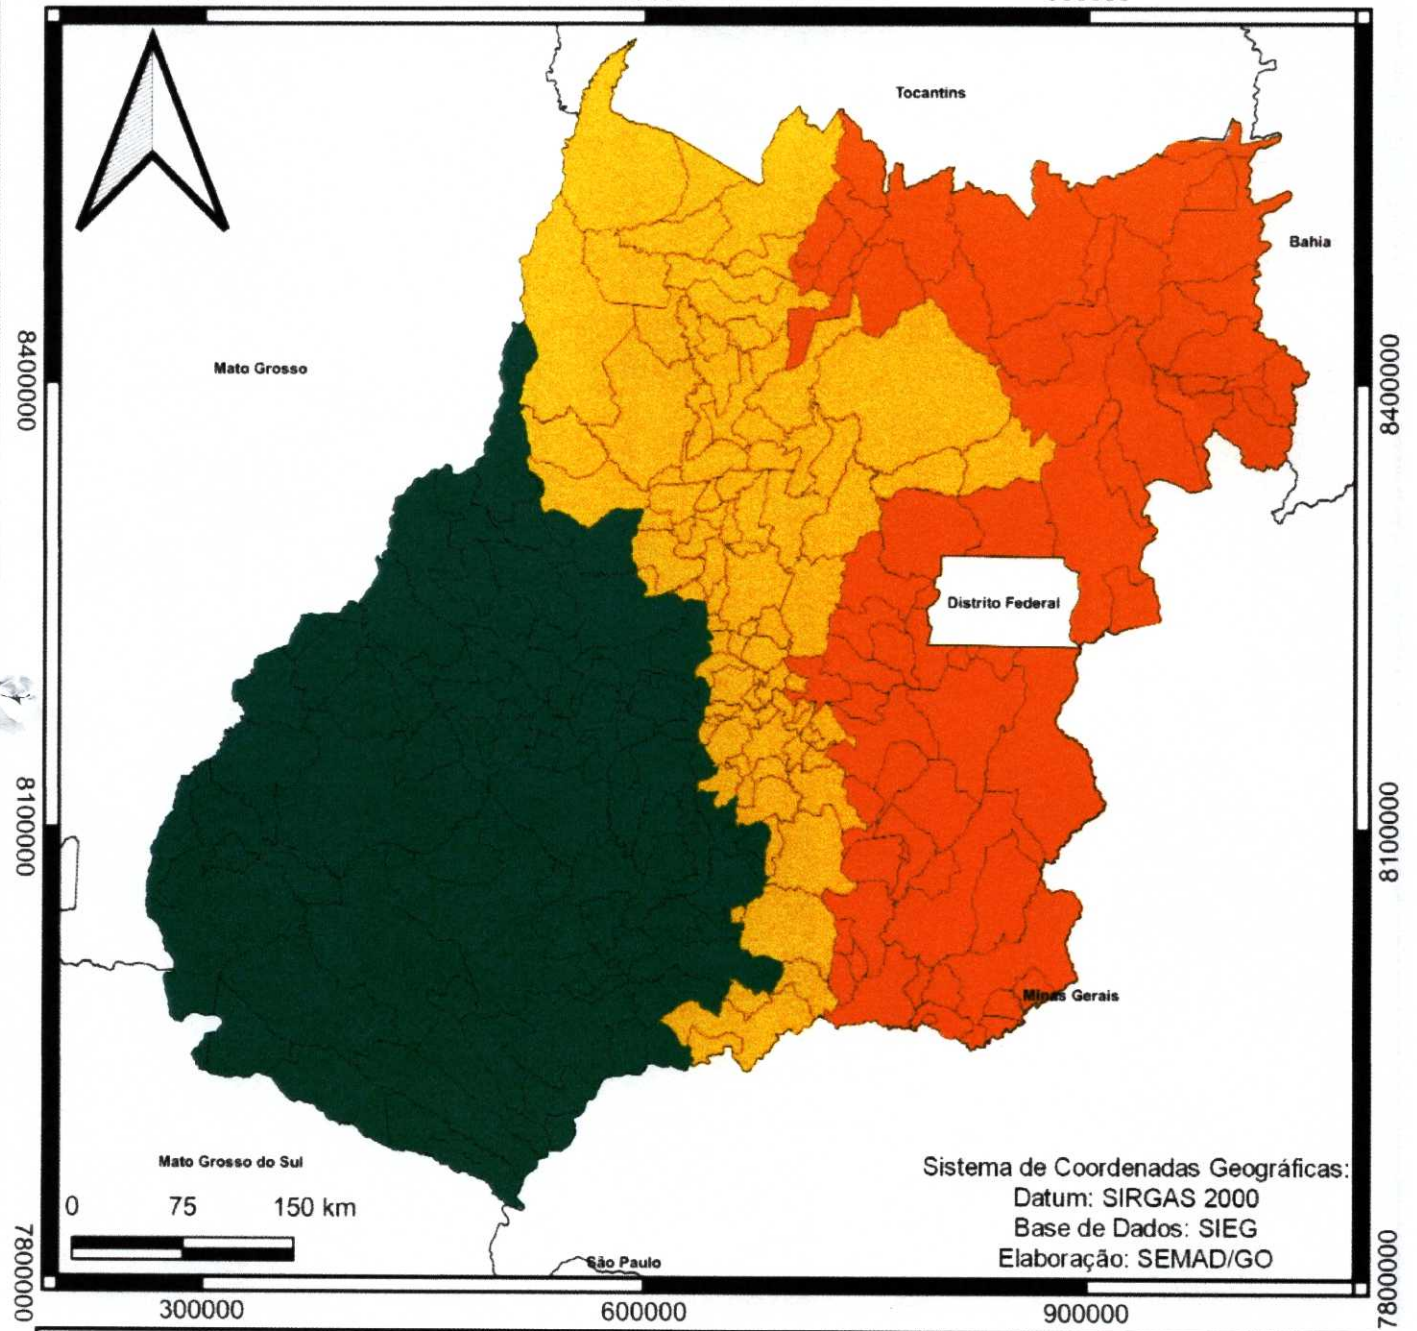 Tocantins
Bahia
Mato Grosso
8400000
8400000
Distrito Federal
8100000
8100000
Minas Gerais
Mato Grosso do Sul
0 75 150 km
Sistema de Coordenadas Geográficas:
Datum: SIRGAS 2000
Base de Dados: SIEG
Elaboração: SEMAD/GO
São Paulo
7800000
7800000
300000 600000 900000